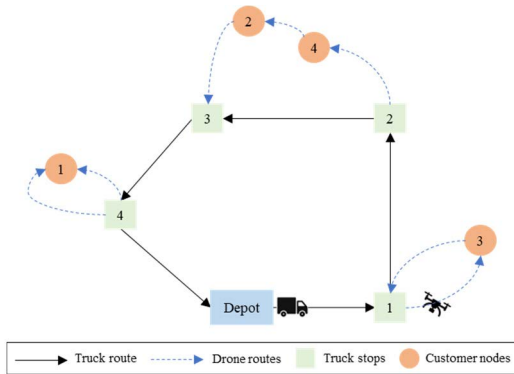 2
4
3
2
1
4
3
Depot
1
Truck route
Drone routes
Truck stops
Customer nodes